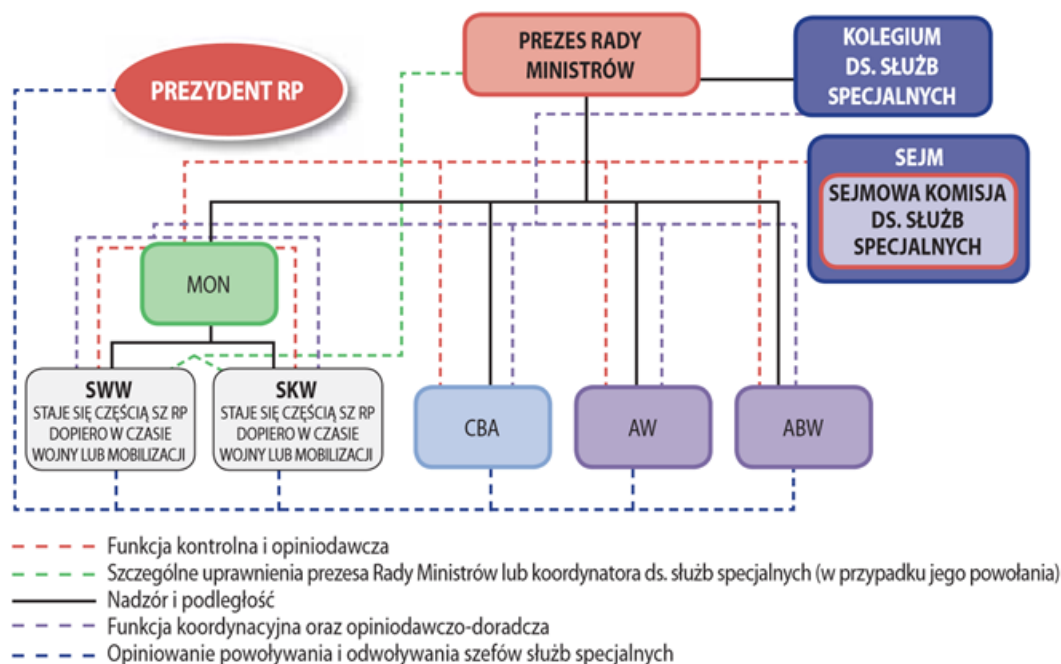 PREZES RADY
MINISTRÓW
KOLEGIUM
DS. SŁUŻB
SPECJALNYCH
PREZYDENT RP
SEJM
SEJMOWA KOMISJA
DS. SŁUŻB
SPECJALNYCH
MON
SWW
STAJE SIĘ CZĘŚCIĄ SZ RP
DOPIERO W CZASIE
WOJNY LUB MOBILIZACJI
SKW
STAJE SIĘ CZĘŚCIĄ SZ RP
DOPIERO W CZASIE
WOJNY LUB MOBILIZACJI
CBA
AW
ABW
Funkcja kontrolna i opiniodawcza
Szczególne uprawnienia prezesa Rady Ministrów lub koordynatora ds. służb specjalnych (w przypadku jego powołania)
Nadzór i podległość
Funkcja koordynacyjna oraz opiniodawczo-doradcza
Opiniowanie powoływania i odwoływania szefów służb specjalnych